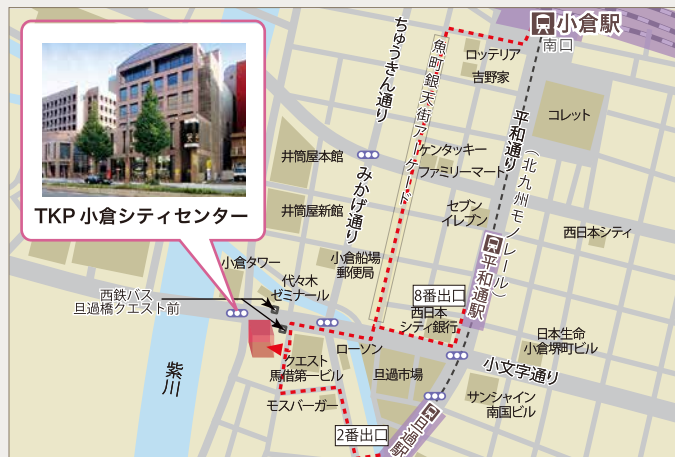 小倉駅
南口
ロッテリア
吉野家
ちゅうきん通り
魚町銀天街アーケード
平和通り
(北九州モノレール)
コレット
ケンタッキー
ファミリーマート
井筒屋本館
みかげ通り
TKP 小倉シティセンター
井筒屋新館
セブン
イレブン
西日本シティ
平和通駅
小倉タワー
小倉船場
郵便局
代々木
ゼミナール
8番出口
西鉄バス
旦過橋クエスト前
西日本
シティ銀行
日本生命
小倉堺町ビル
ローソン
小文字通り
クエスト
馬借第一ビル
旦過市場
紫川
サンシャイン
南国ビル
モスバーガー
2番出口
旦過駅